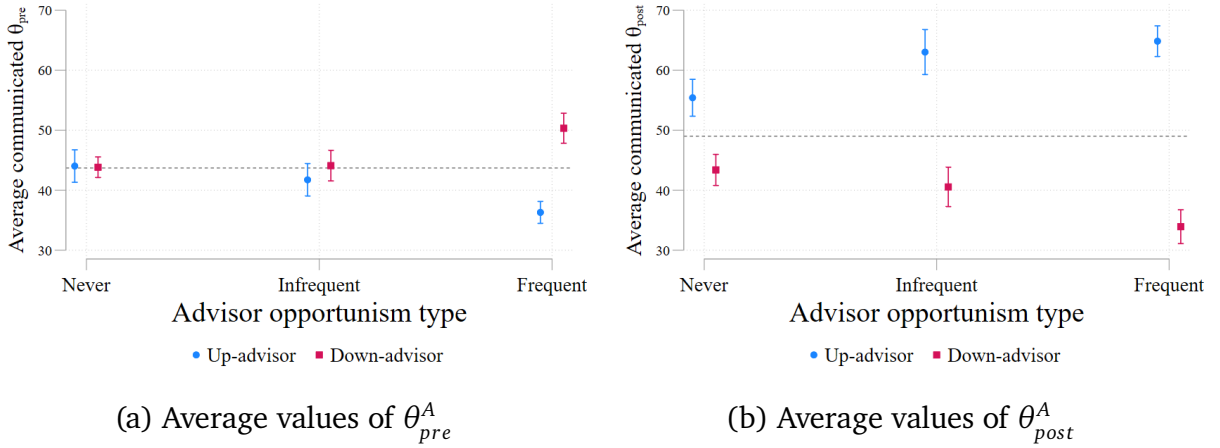 Average communicated θpre
70
60
50
40
30
Never Infrequent Frequent
Advisor opportunism type
Up-advisor Down-advisor
(a) Average values of θ^A_pre
Average communicated θpost
70
60
50
40
30
Never Infrequent Frequent
Advisor opportunism type
Up-advisor Down-advisor
(b) Average values of θ^A_post